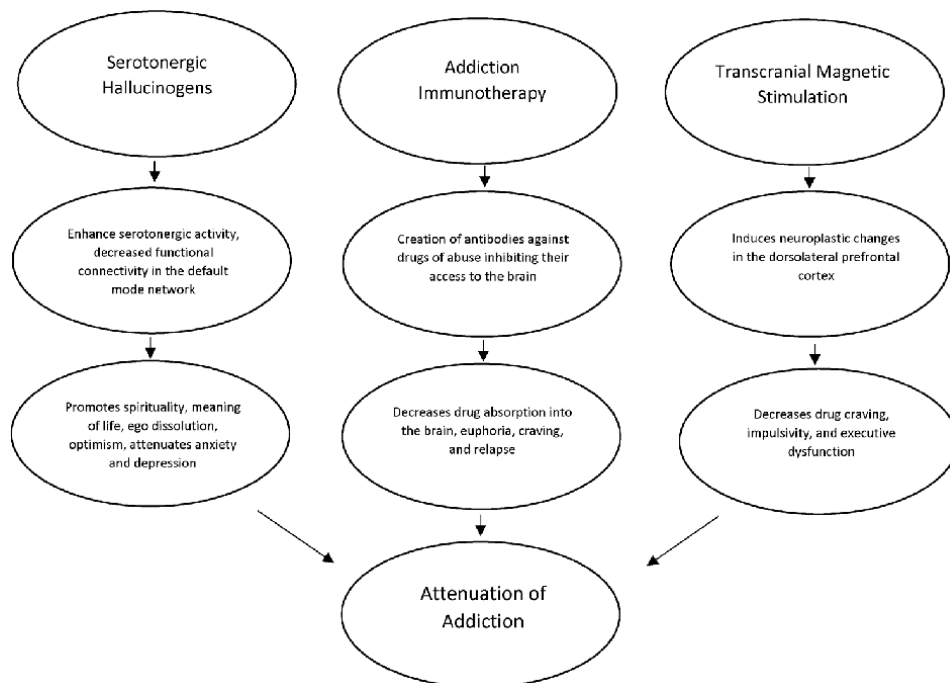 Serotonergic
Hallucinogens
Addiction
Immunotherapy
Transcranial Magnetic
Stimulation
Enhance serotonergic activity,
decreased functional
connectivity in the default
mode network
Creation of antibodies against
drugs of abuse inhibiting their
access to the brain
Induces neuroplastic changes
in the dorsolateral prefrontal
cortex
Promotes spirituality, meaning
of life, ego dissolution,
optimism, attenuates anxiety
and depression
Decreases drug absorption into
the brain, euphoria, craving,
and relapse
Decreases drug craving,
impulsivity, and executive
dysfunction
Attenuation of
Addiction